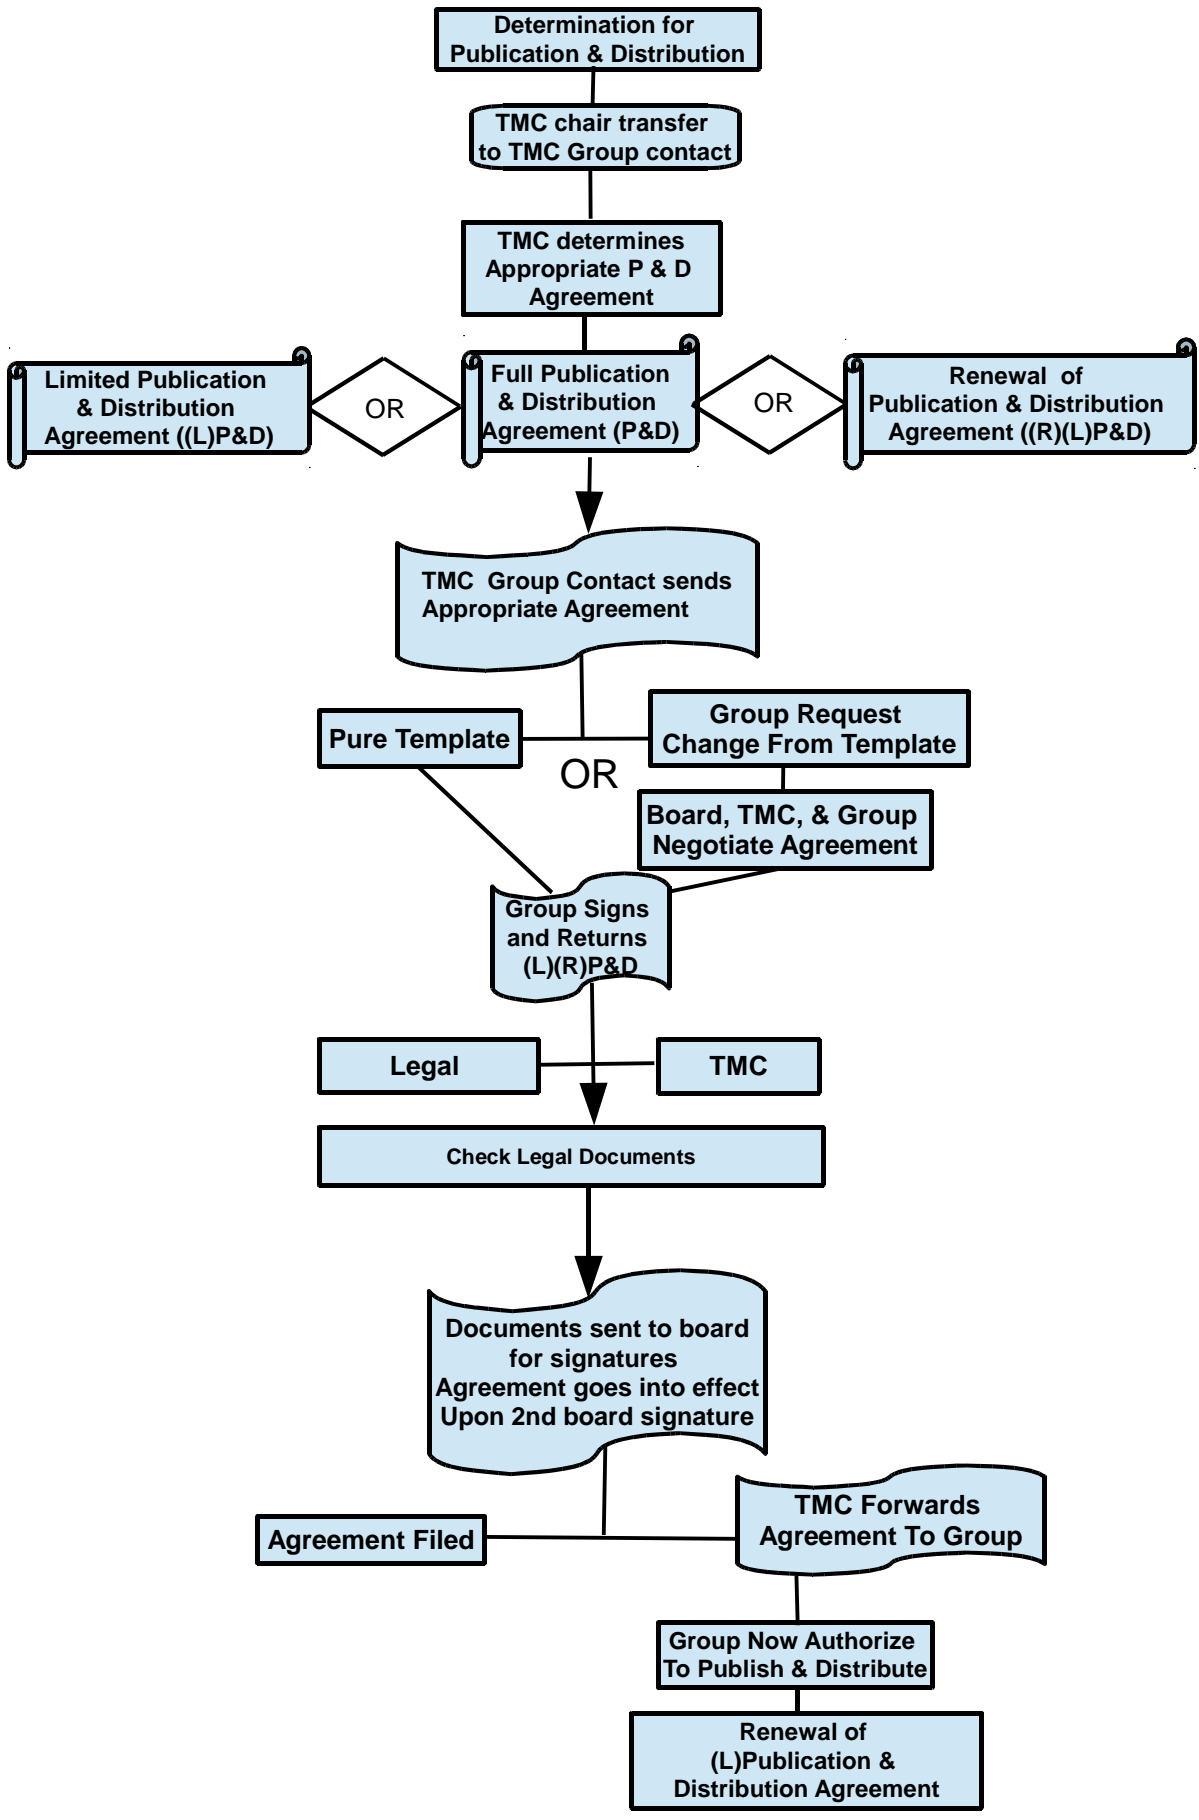 Determination for
Publication & Distribution
TMC chair transfer
to TMC Group contact
TMC determines
Appropriate P & D
Agreement
Limited Publication
& Distribution
Agreement ((L)P&D)
OR
Full Publication
& Distribution
Agreement (P&D)
OR
Renewal of
Publication & Distribution
Agreement ((R)(L)P&D)
TMC Group Contact sends
Appropriate Agreement
Pure Template
OR
Group Request
Change From Template
Board, TMC, & Group
Negotiate Agreement
Group Signs
and Returns
(L)(R)P&D
Legal
TMC
Check Legal Documents
Documents sent to board
for signatures
Agreement goes into effect
Upon 2nd board signature
Agreement Filed
TMC Forwards
Agreement To Group
Group Now Authorize
To Publish & Distribute
Renewal of
(L)Publication &
Distribution Agreement